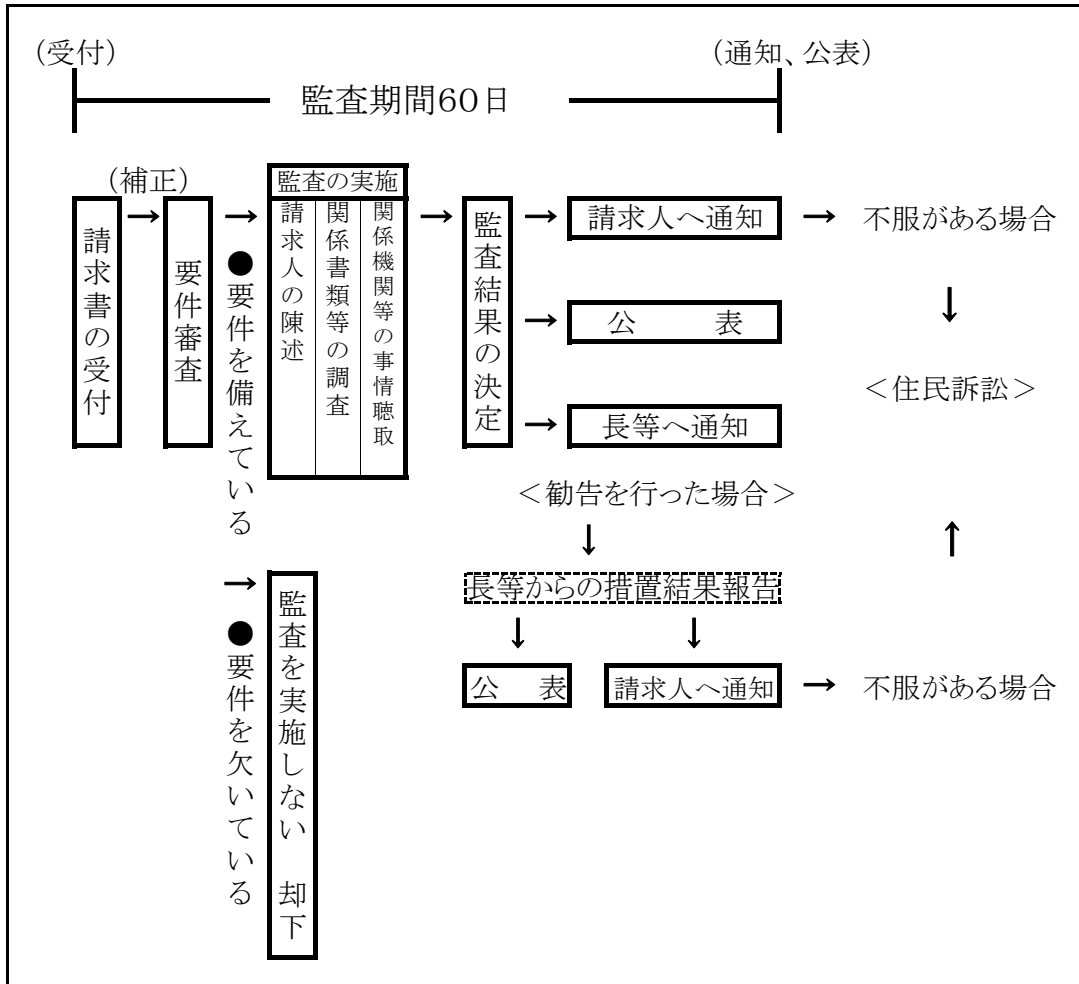 （受付）
（通知、公表）
監査期間60日
（補正）
監査の実施
請求書の受付
→
要件審査
→
●要件を備えている
請求人の陳述
関係書類等の調査
関係機関等の事情聴取
→
監査結果の決定
→
請求人へ通知
→
不服がある場合
↓
→
公　表
＜住民訴訟＞
→
長等へ通知
＜勧告を行った場合＞
↓
↑
→
●要件を欠いている
監査を実施しない　却下
長等からの措置結果報告
↓
↓
公　表
請求人へ通知
→
不服がある場合